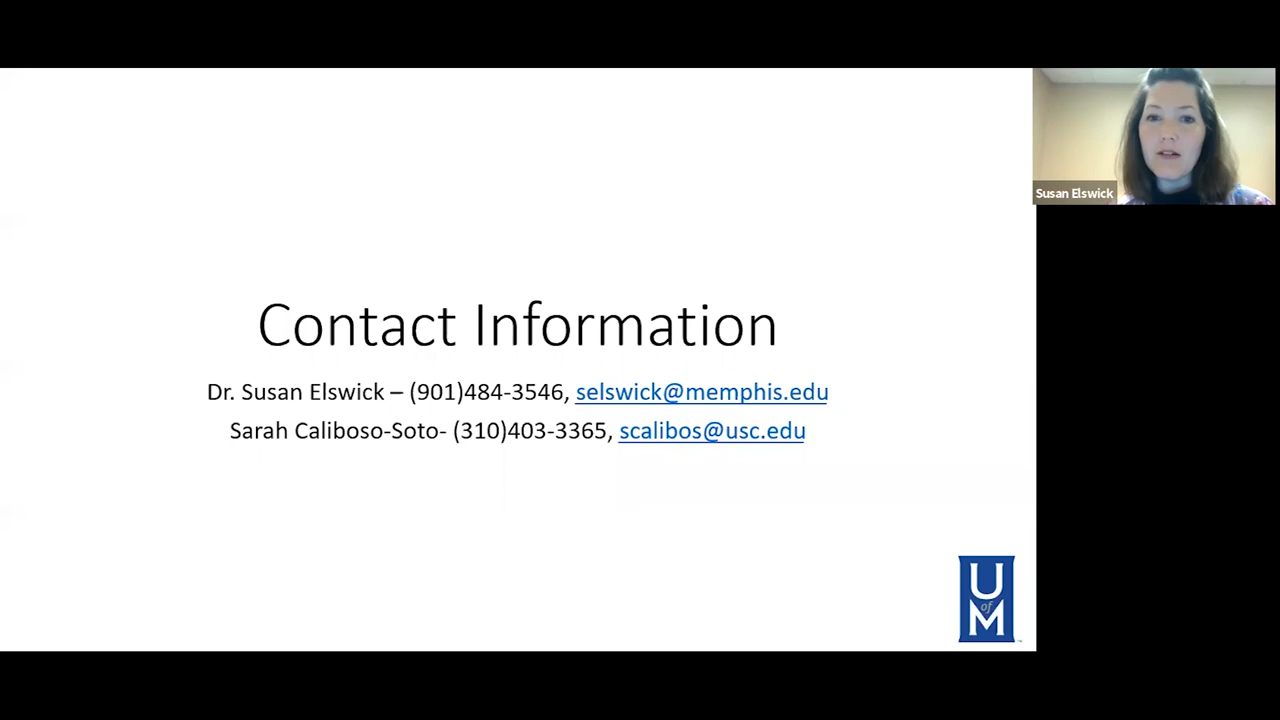 Susan Elswick
Contact Information
Dr. Susan Elswick – (901)484-3546, selswick@memphis.edu
Sarah Caliboso-Soto- (310)403-3365, scalibos@usc.edu
U
of
M